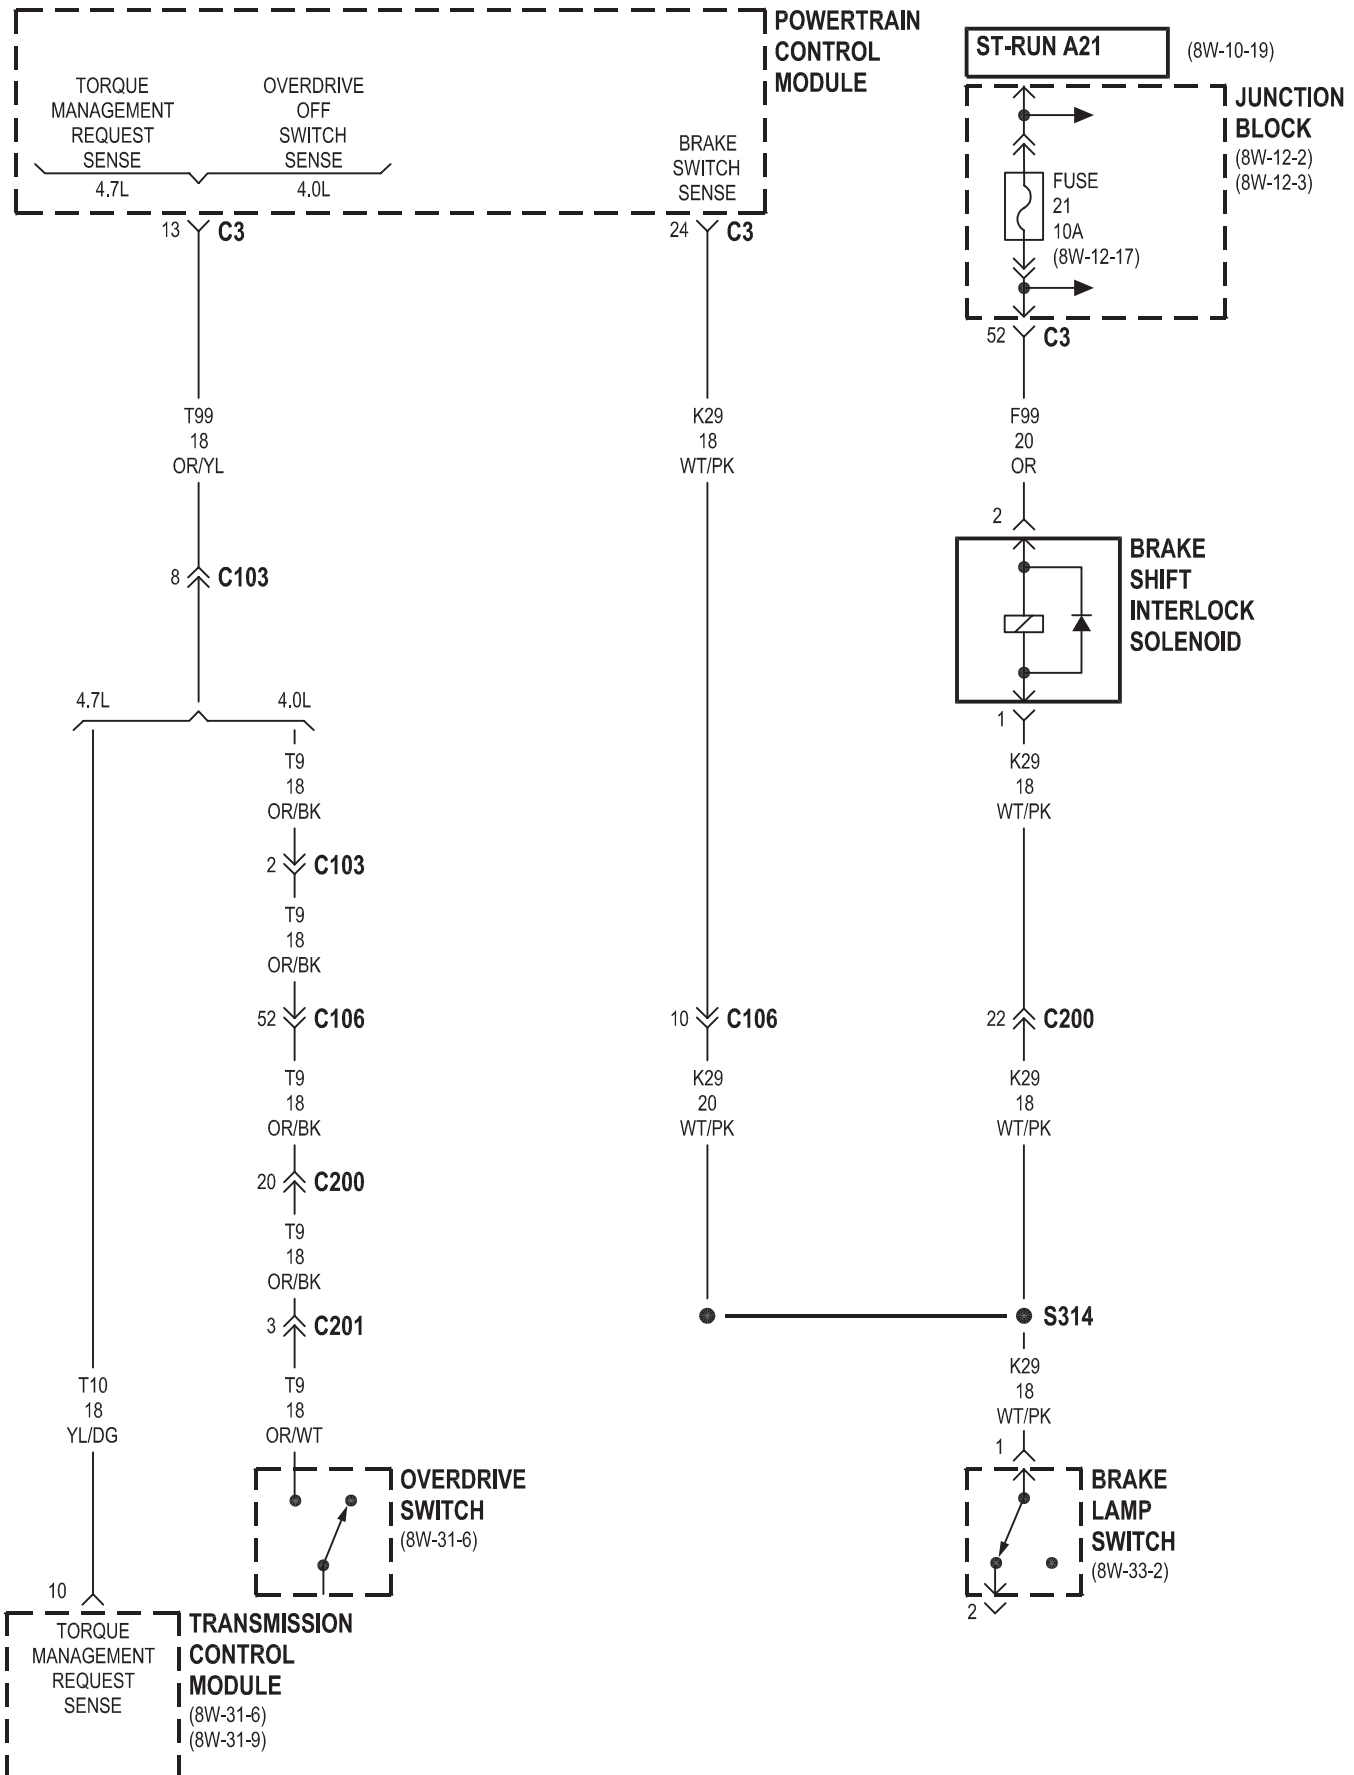 POWERTRAIN
CONTROL
MODULE
TORQUE
MANAGEMENT
REQUEST
SENSE
4.7L
OVERDRIVE
OFF
SWITCH
SENSE
4.0L
BRAKE
SWITCH
SENSE
ST-RUN A21
(8W-10-19)
JUNCTION
BLOCK
(8W-12-2)
(8W-12-3)
FUSE
21
10A
(8W-12-17)
13 C3
24 C3
52 C3
T99
18
OR/YL
K29
18
WT/PK
F99
20
OR
8 C103
2
BRAKE
SHIFT
INTERLOCK
SOLENOID
1
4.7L
4.0L
T9
18
OR/BK
K29
18
WT/PK
2 C103
T9
18
OR/BK
52 C106
10 C106
22 C200
T9
18
OR/BK
K29
20
WT/PK
K29
18
WT/PK
20 C200
T9
18
OR/BK
3 C201
S314
T10
18
YL/DG
T9
18
OR/WT
K29
18
WT/PK
1
OVERDRIVE
SWITCH
(8W-31-6)
BRAKE
LAMP
SWITCH
(8W-33-2)
2
10
TORQUE
MANAGEMENT
REQUEST
SENSE
TRANSMISSION
CONTROL
MODULE
(8W-31-6)
(8W-31-9)